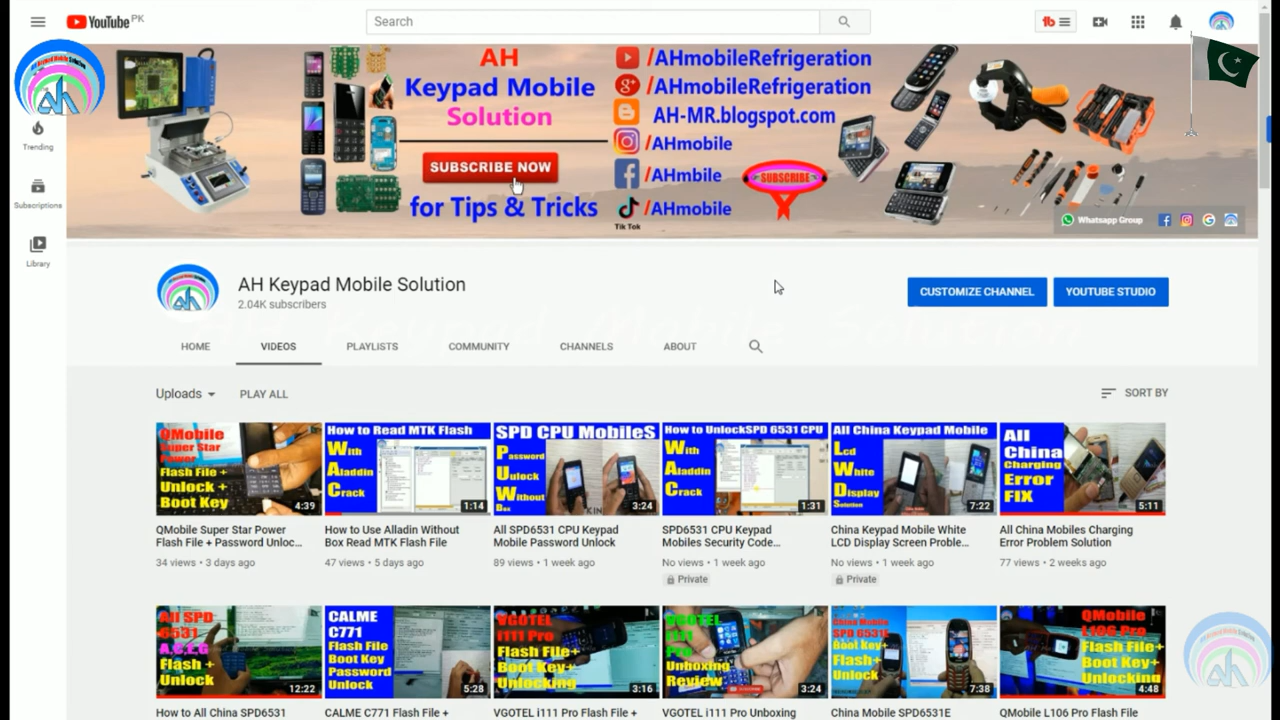 YouTube PK
Search
AH
Keypad Mobile
Solution
SUBSCRIBE NOW
for Tips & Tricks
/AHmobileRefrigeration
/AHmobileRefrigeration
AH-MR.blogspot.com
/AHmobile
/AHmbile
/AHmobile
Tik Tok
SUBSCRIBE
Whatsapp Group
Trending
Subscriptions
Library
AH Keypad Mobile Solution
2.04K subscribers
CUSTOMIZE CHANNEL
YOUTUBE STUDIO
HOME VIDEOS PLAYLISTS COMMUNITY CHANNELS ABOUT
Uploads PLAY ALL SORT BY
QMobile
Super Star
Power
Flash File +
Unlock +
Boot Key
4:39
QMobile Super Star Power
Flash File + Password Unloc...
34 views • 3 days ago
How to Read MTK Flash
With
Aladdin
Crack
1:14
How to Use Alladin Without
Box Read MTK Flash File
47 views • 5 days ago
SPD CPU MobileS
Password
Unlock
Without
Box
3:24
All SPD6531 CPU Keypad
Mobile Password Unlock
89 views • 1 week ago
How to UnlockSPD 6531 CPU
With
Aladdin
Crack
1:31
SPD6531 CPU Keypad
Mobiles Security Code...
No views • 1 week ago
Private
All China Keypad Mobile
Lcd
White
Display
Solution
7:22
China Keypad Mobile White
LCD Display Screen Proble...
No views • 1 week ago
Private
All
China
Charging
Error
FIX
5:11
All China Mobiles Charging
Error Problem Solution
77 views • 2 weeks ago
All SPD
6531
A,C,E,G
Flash +
Unlock
12:22
How to All China SPD6531
CALME
C771
Flash File
Boot Key
Password
Unlock
5:28
CALME C771 Flash File +
VGOTEL
i111 Pro
Flash File+
Boot Key+
Unlocking
3:16
VGOTEL i111 Pro Flash File +
VGOTEL
i111
Pro
Unboxing
Review
3:24
VGOTEL i111 Pro Unboxing
China Mobile
SPD 6531E
Boot Key+
Flash+
Unlock
7:38
China Mobile SPD6531E
QMobile
L106 Pro
Flash File+
Boot Key+
Unlocking
4:48
QMobile L106 Pro Flash File